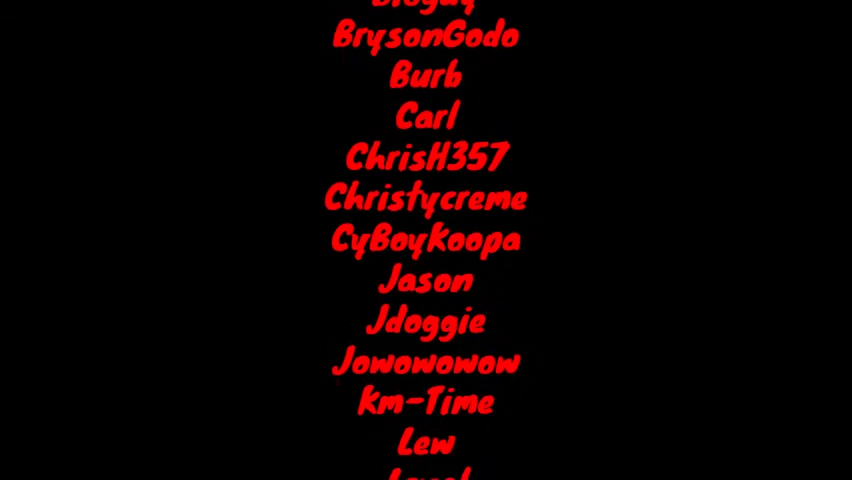 BrysonGodo
Burb
Carl
ChrisH357
Christycreme
CyBoyKoopa
Jason
Jdoggie
Jowowowow
Km-Time
Lew